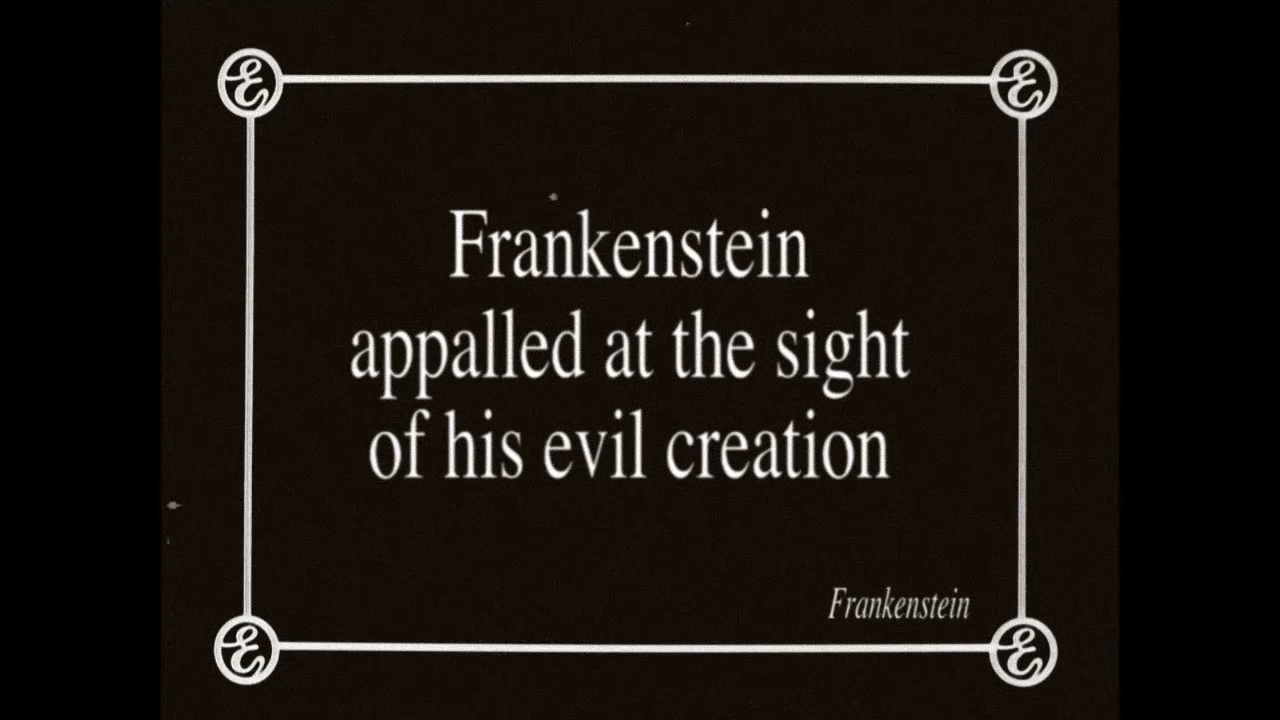 Frankenstein
appalled at the sight
of his evil creation
Frankenstein